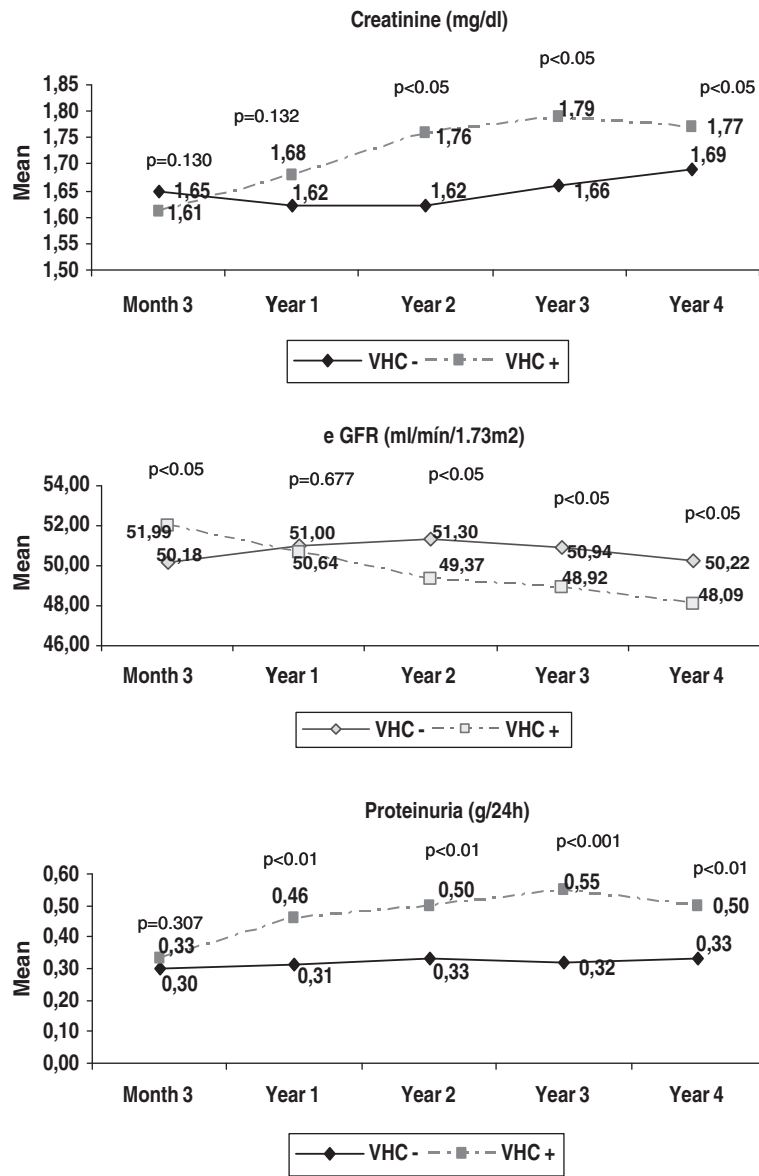 Creatinine (mg/dl)
Mean
1,85
1,80
1,75
1,70
1,65
1,60
1,55
1,50
p=0.130
p=0.132
p<0.05
p<0.05
p<0.05
1,65
1,61
1,68
1,62
1,76
1,62
1,79
1,66
1,77
1,69
Month 3 Year 1 Year 2 Year 3 Year 4
VHC - VHC +
e GFR (ml/mín/1.73m2)
Mean
54,00
52,00
50,00
48,00
46,00
p<0.05
p=0.677
p<0.05
p<0.05
p<0.05
51,99
50,18
51,00
50,64
51,30
49,37
50,94
48,92
50,22
48,09
Month 3 Year 1 Year 2 Year 3 Year 4
VHC - VHC +
Proteinuria (g/24h)
Mean
0,60
0,50
0,40
0,30
0,20
0,10
0,00
p=0.307
p<0.01
p<0.01
p<0.001
p<0.01
0,33
0,30
0,46
0,31
0,50
0,33
0,55
0,32
0,50
0,33
Month 3 Year 1 Year 2 Year 3 Year 4
VHC - VHC +